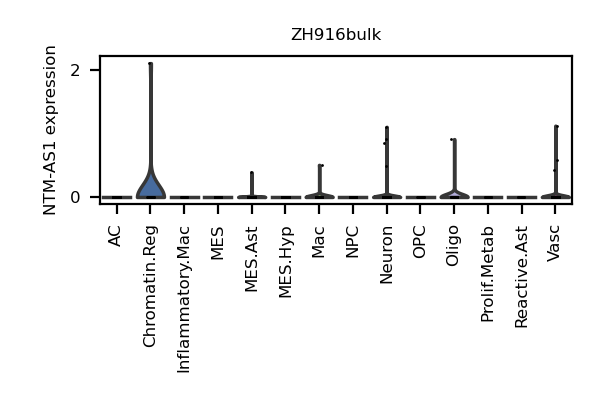 ZH916bulk
NTM-AS1 expression
2
0
AC
Chromatin.Reg
Inflammatory.Mac
MES
MES.Ast
MES.Hyp
Mac
NPC
Neuron
OPC
Oligo
Prolif.Metab
Reactive.Ast
Vasc